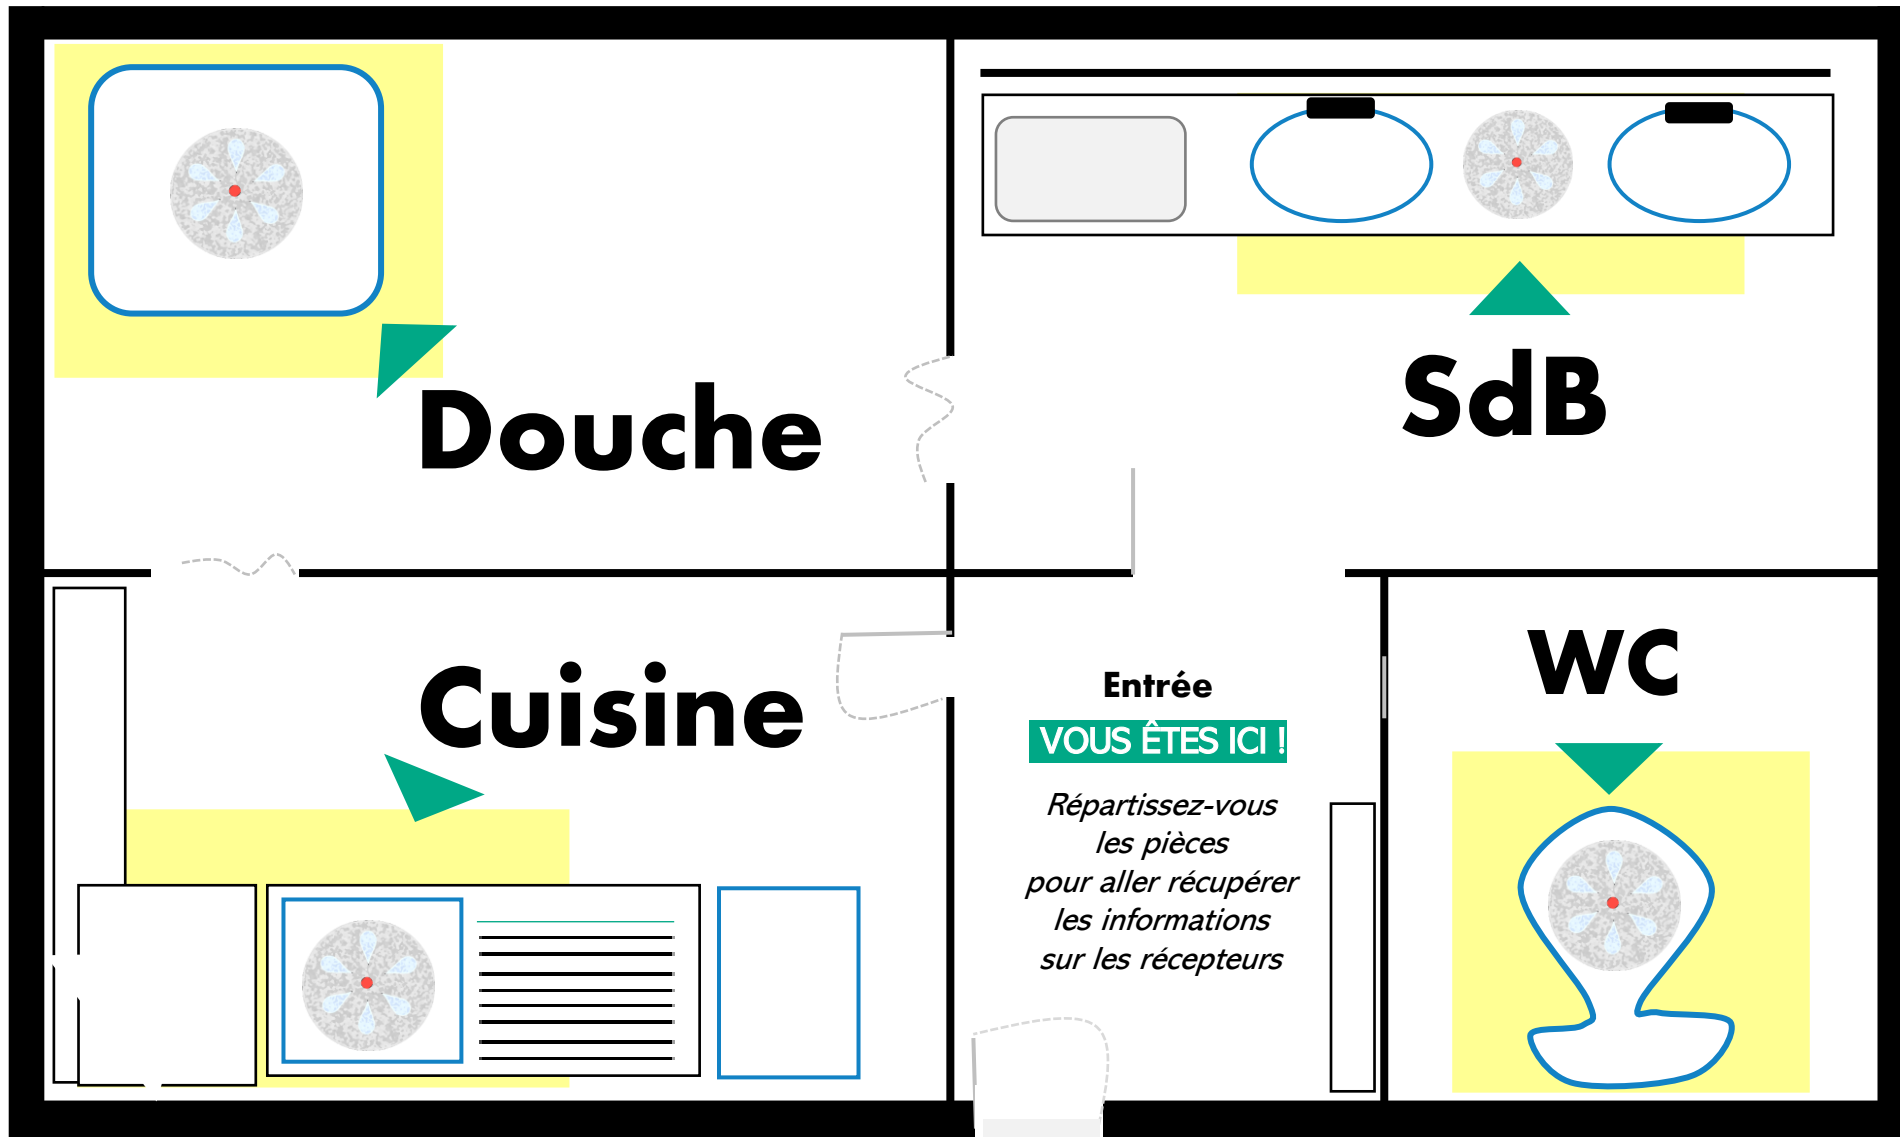 Douche
SdB
Cuisine
WC
Entrée
VOUS ÊTES ICI !
Répartissez-vous
les pièces
pour aller récupérer
les informations
sur les récepteurs